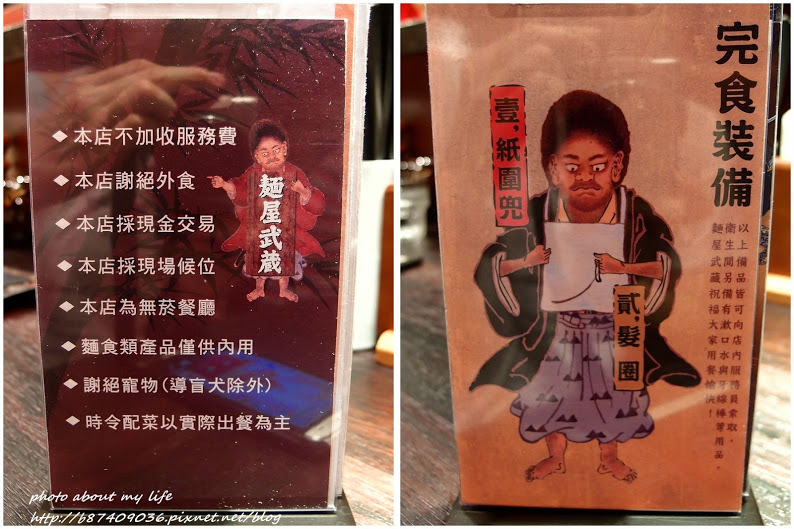 本店不加收服務費
本店謝絕外食
本店採現金交易
本店採現場候位
本店為無菸餐廳
麵食類產品僅供內用
謝絕寵物(導盲犬除外)
時令配菜以實際出餐為主
麵屋武蔵
photo about my life
http://b87409036.pixnet.net/blog
完食裝備
壹,紙圍兜
貳,髮圈
以上備品皆可向店內服務員索取,
衛生間另備有漱口水與牙線棒等用品,
麵屋武藏祝福大家用餐愉快!